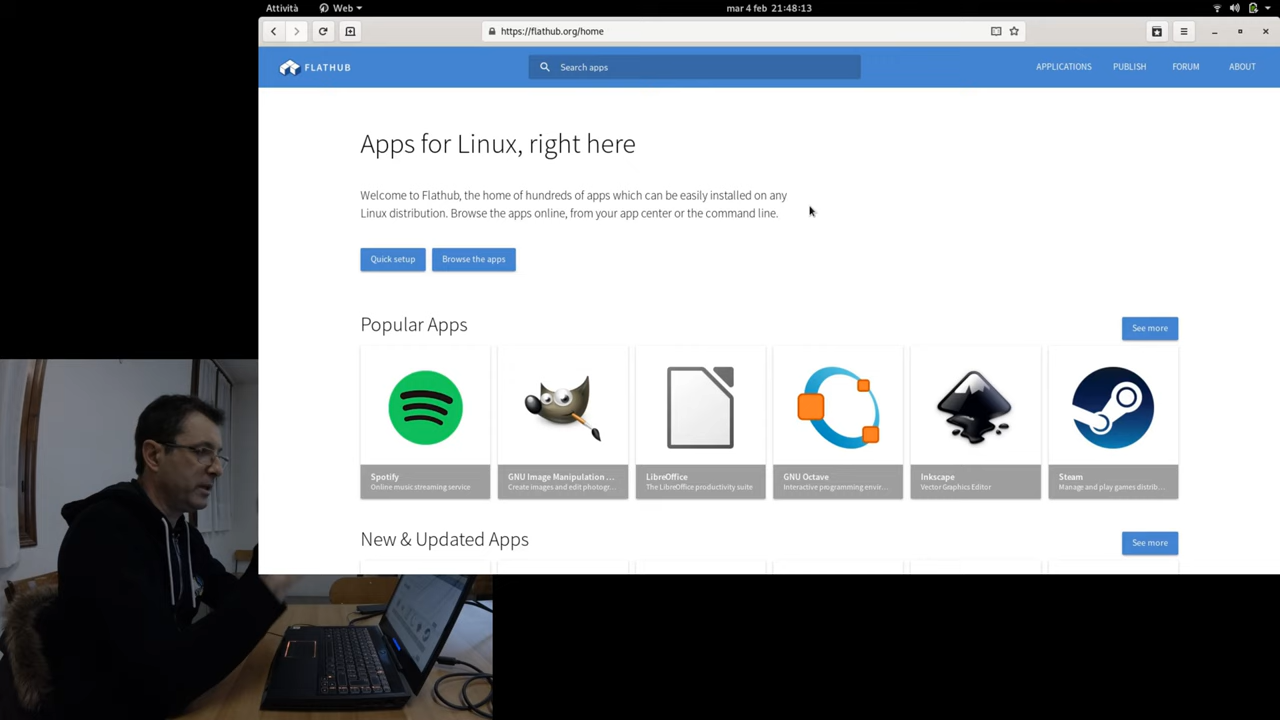 Attività
Web
mar 4 feb 21:48:13
https://flathub.org/home
FLATHUB
Search apps
APPLICATIONS
PUBLISH
FORUM
ABOUT
Apps for Linux, right here
Welcome to Flathub, the home of hundreds of apps which can be easily installed on any
Linux distribution. Browse the apps online, from your app center or the command line.
Quick setup
Browse the apps
Popular Apps
See more
Spotify
Online music streaming service
GNU Image Manipulation ...
Create images and edit photogr...
LibreOffice
The LibreOffice productivity suite
GNU Octave
Interactive programming envir...
Inkscape
Vector Graphics Editor
Steam
Manage and play games distrib...
New & Updated Apps
See more